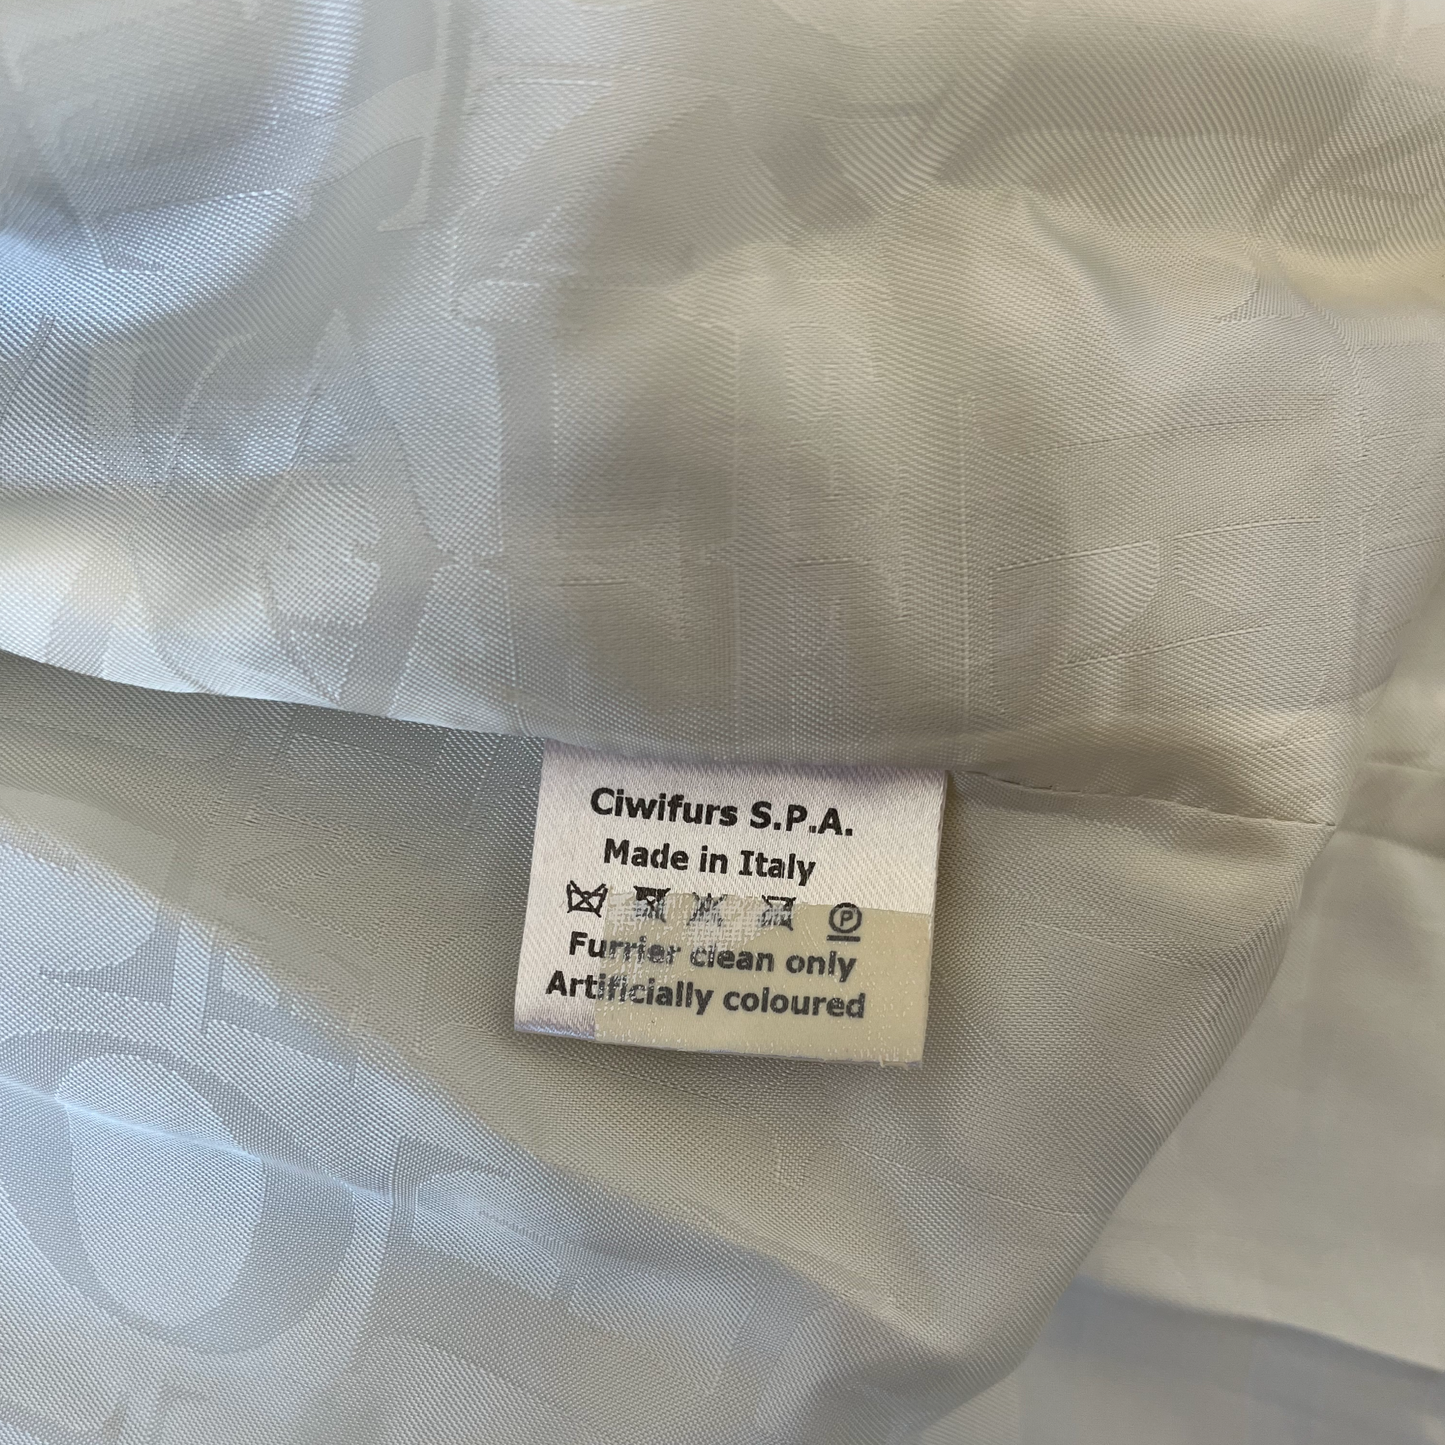 Ciwifurs S.P.A.
Made in Italy
P
Furrier clean only
Artificially coloured